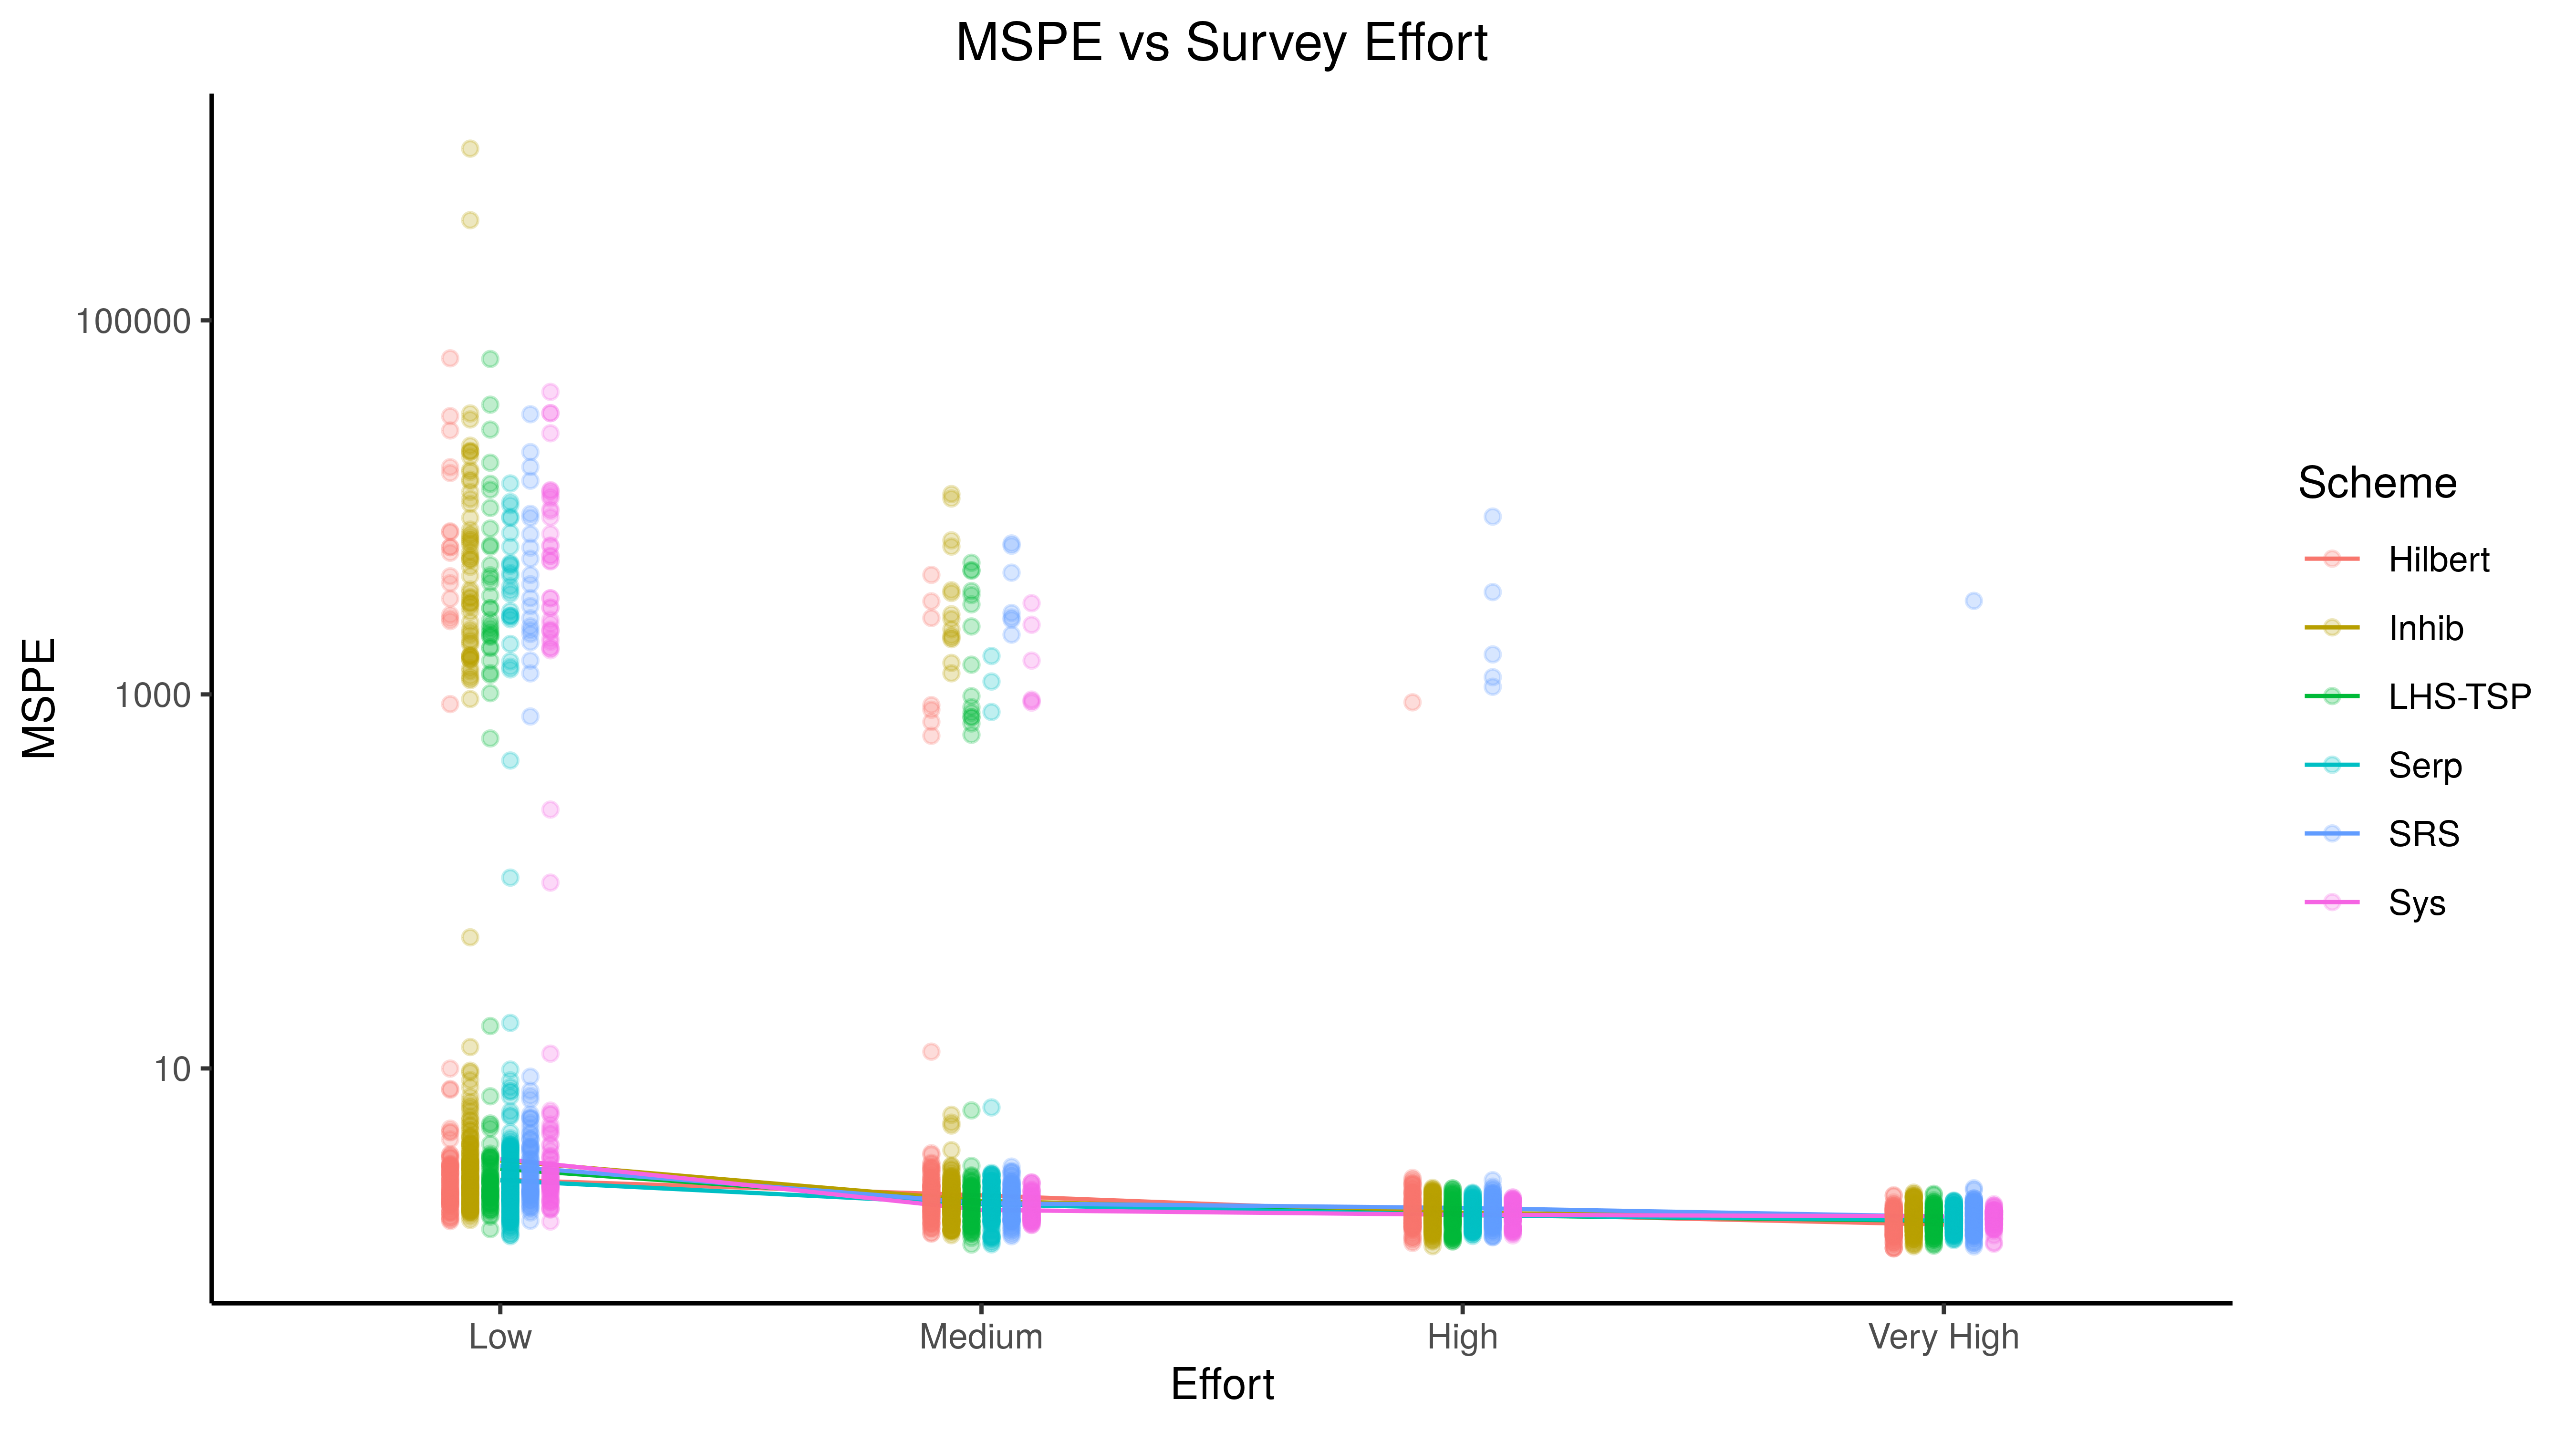 MSPE vs Survey Effort
100000
1000
10
MSPE
Low
Medium
High
Very High
Effort
Scheme
Hilbert
Inhib
LHS-TSP
Serp
SRS
Sys